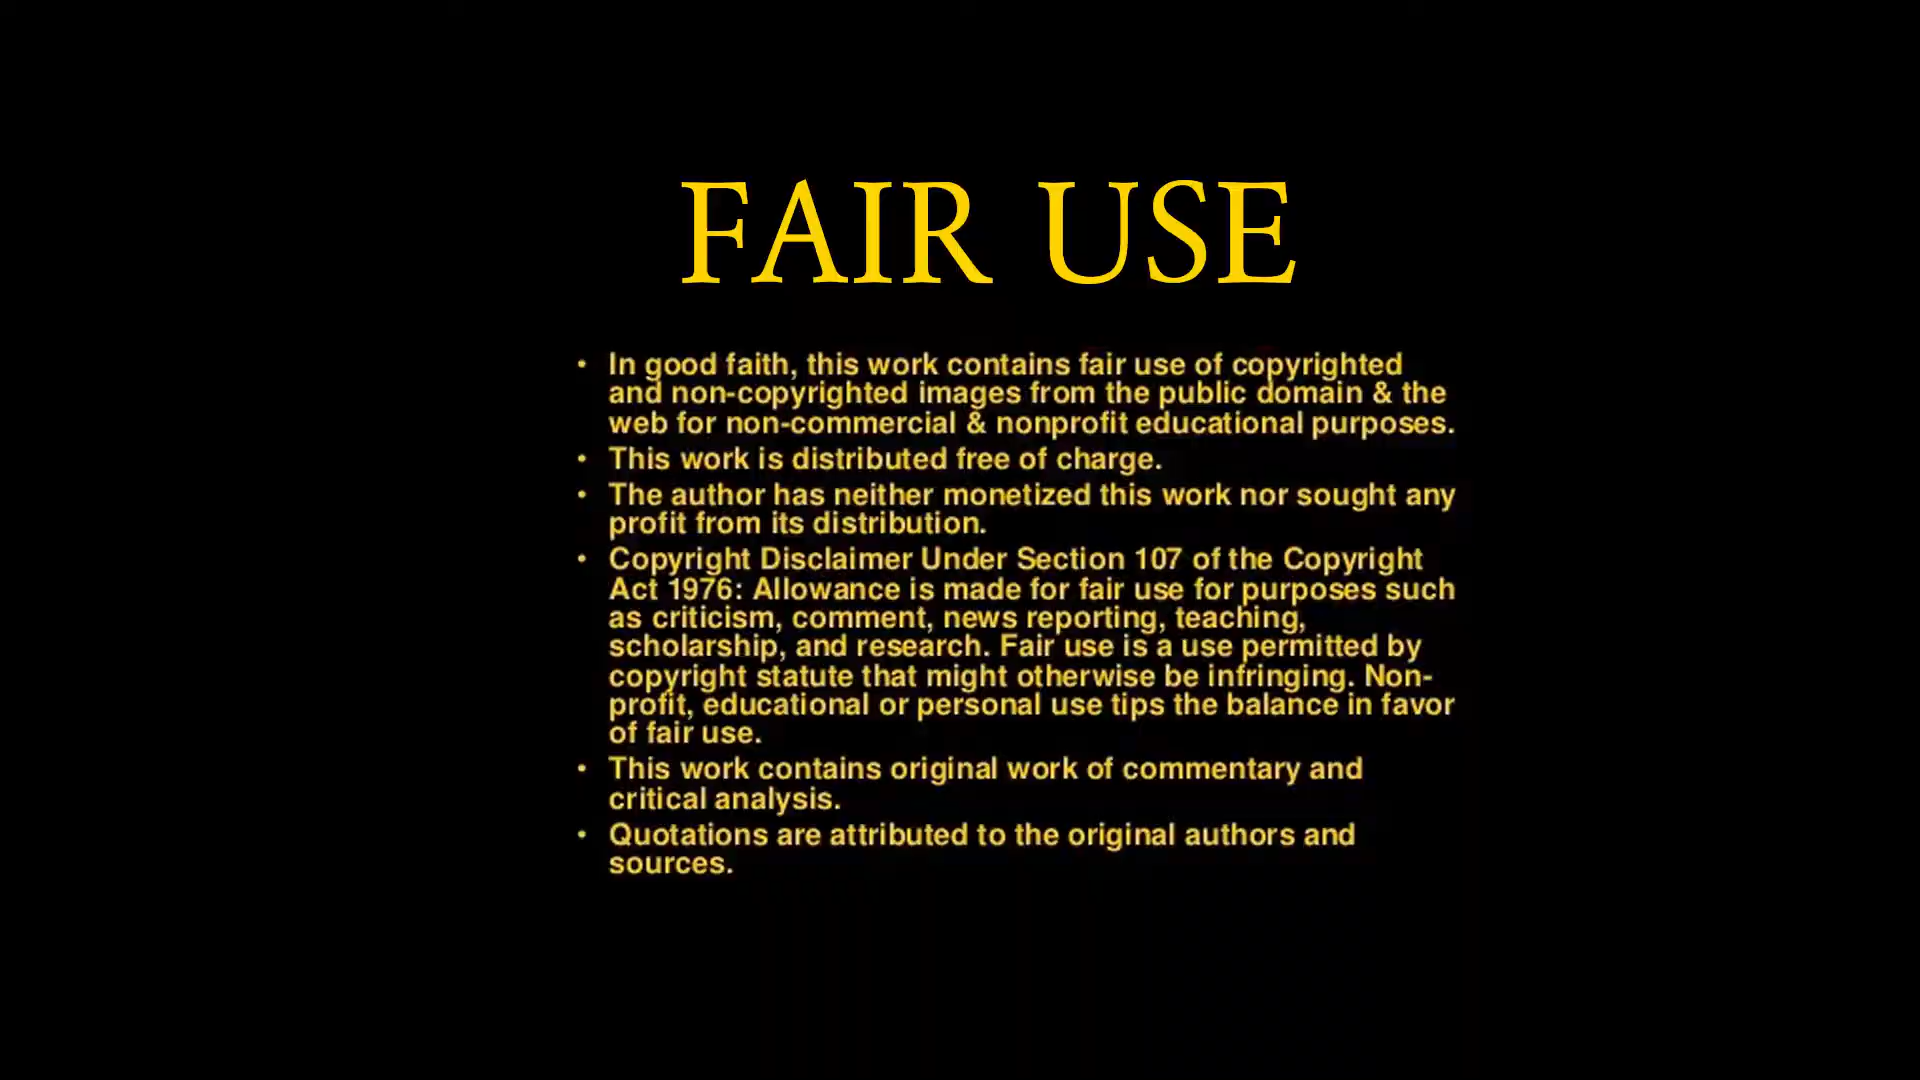 FAIR USE
• In good faith, this work contains fair use of copyrighted
and non-copyrighted images from the public domain & the
web for non-commercial & nonprofit educational purposes.
• This work is distributed free of charge.
• The author has neither monetized this work nor sought any
profit from its distribution.
• Copyright Disclaimer Under Section 107 of the Copyright
Act 1976: Allowance is made for fair use for purposes such
as criticism, comment, news reporting, teaching,
scholarship, and research. Fair use is a use permitted by
copyright statute that might otherwise be infringing. Non-
profit, educational or personal use tips the balance in favor
of fair use.
• This work contains original work of commentary and
critical analysis.
• Quotations are attributed to the original authors and
sources.